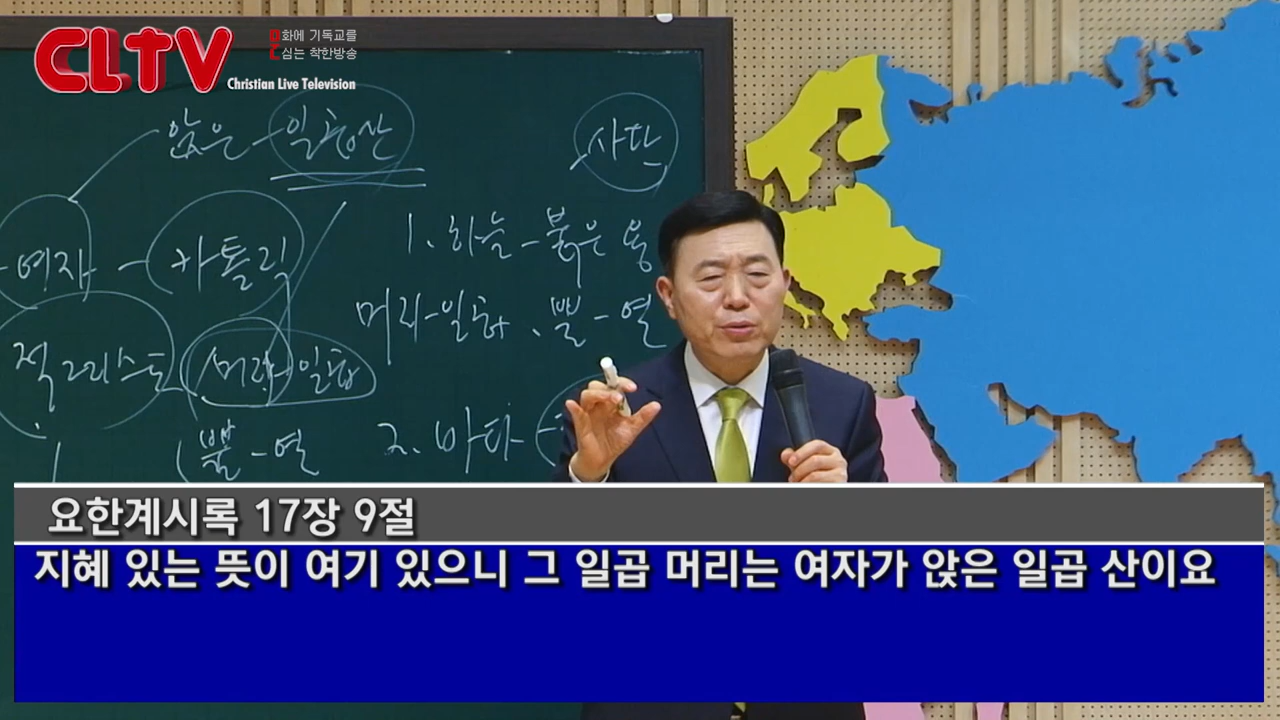 CLTV
문화에 기독교를
심는 착한방송
Christian Live Television
앉은 - 일곱산
사단
여자 - 카톨릭
1. 하늘 - 붉은 용
머리 - 일곱, 뿔 - 열
적그리스도
머리 - 일곱
뿔 - 열
2. 바다 -
요한계시록 17장 9절
지혜 있는 뜻이 여기 있으니 그 일곱 머리는 여자가 앉은 일곱 산이요